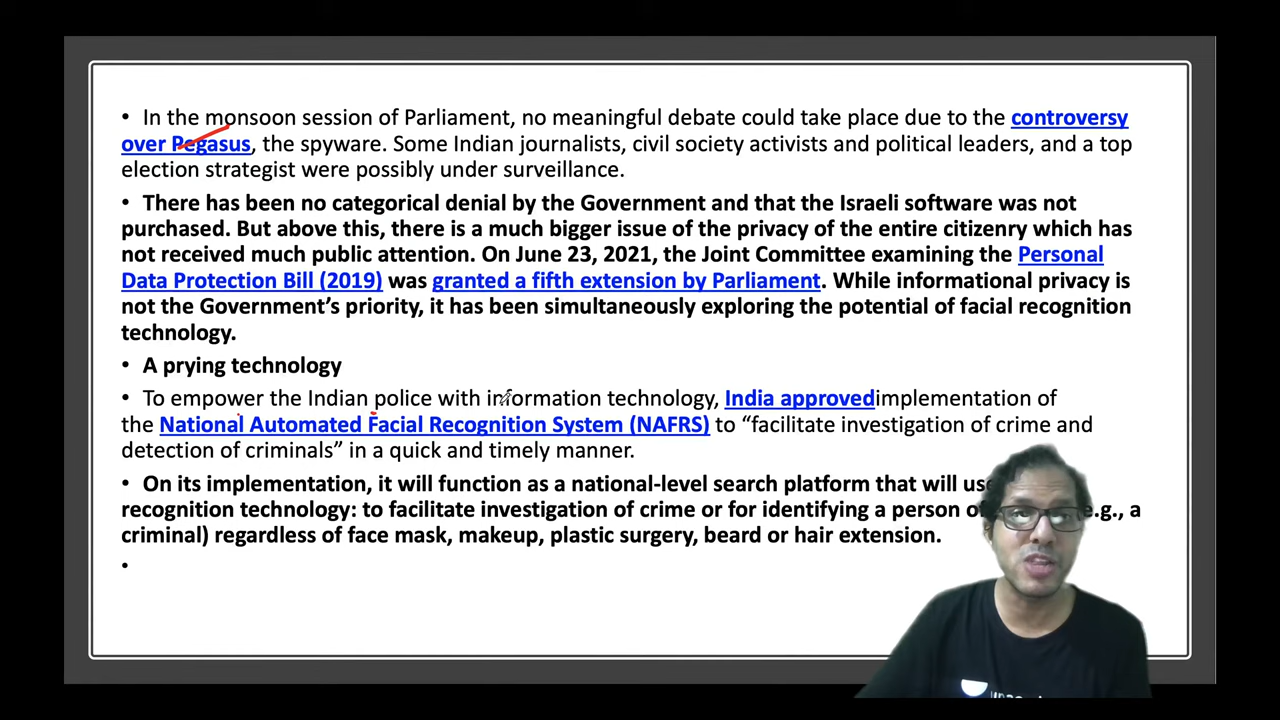 • In the monsoon session of Parliament, no meaningful debate could take place due to the controversy
over Pegasus, the spyware. Some Indian journalists, civil society activists and political leaders, and a top
election strategist were possibly under surveillance.
• There has been no categorical denial by the Government and that the Israeli software was not
purchased. But above this, there is a much bigger issue of the privacy of the entire citizenry which has
not received much public attention. On June 23, 2021, the Joint Committee examining the Personal
Data Protection Bill (2019) was granted a fifth extension by Parliament. While informational privacy is
not the Government’s priority, it has been simultaneously exploring the potential of facial recognition
technology.
• A prying technology
• To empower the Indian police with information technology, India approvedimplementation of
the National Automated Facial Recognition System (NAFRS) to “facilitate investigation of crime and
detection of criminals” in a quick and timely manner.
• On its implementation, it will function as a national-level search platform that will use
recognition technology: to facilitate investigation of crime or for identifying a person of e.g., a
criminal) regardless of face mask, makeup, plastic surgery, beard or hair extension.
•